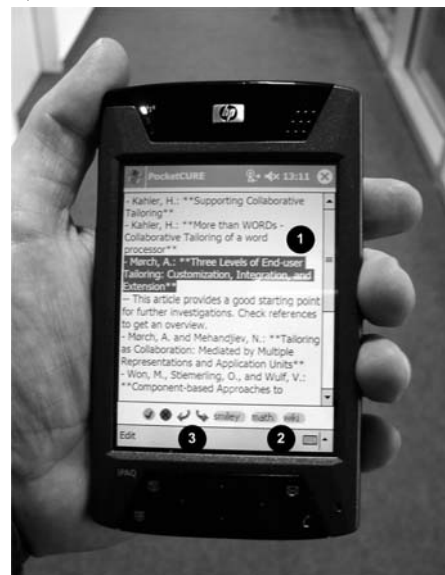 hp
PocketCURE 13:11
- Kahler, H.: **Supporting Collaborative
Tailoring**
- Kahler, H.: **More than WORDs -
Collaborative Tailoring of a word
processor**
1
- Mørch, A.: **Three Levels of End-user
Tailoring: Customization, Integration, and
Extension**
-- This article provides a good starting point
for further investigations. Check references
to get an overview.
- Mørch, A. and Mehandjiev, N.: **Tailoring
as Collaboration: Mediated by Multiple
Representations and Application Units**
- Won, M., Stiemerling, O., and Wulf, V.:
**Component-based Approaches to
smiley math wiki
Edit 3 2
iPAQ